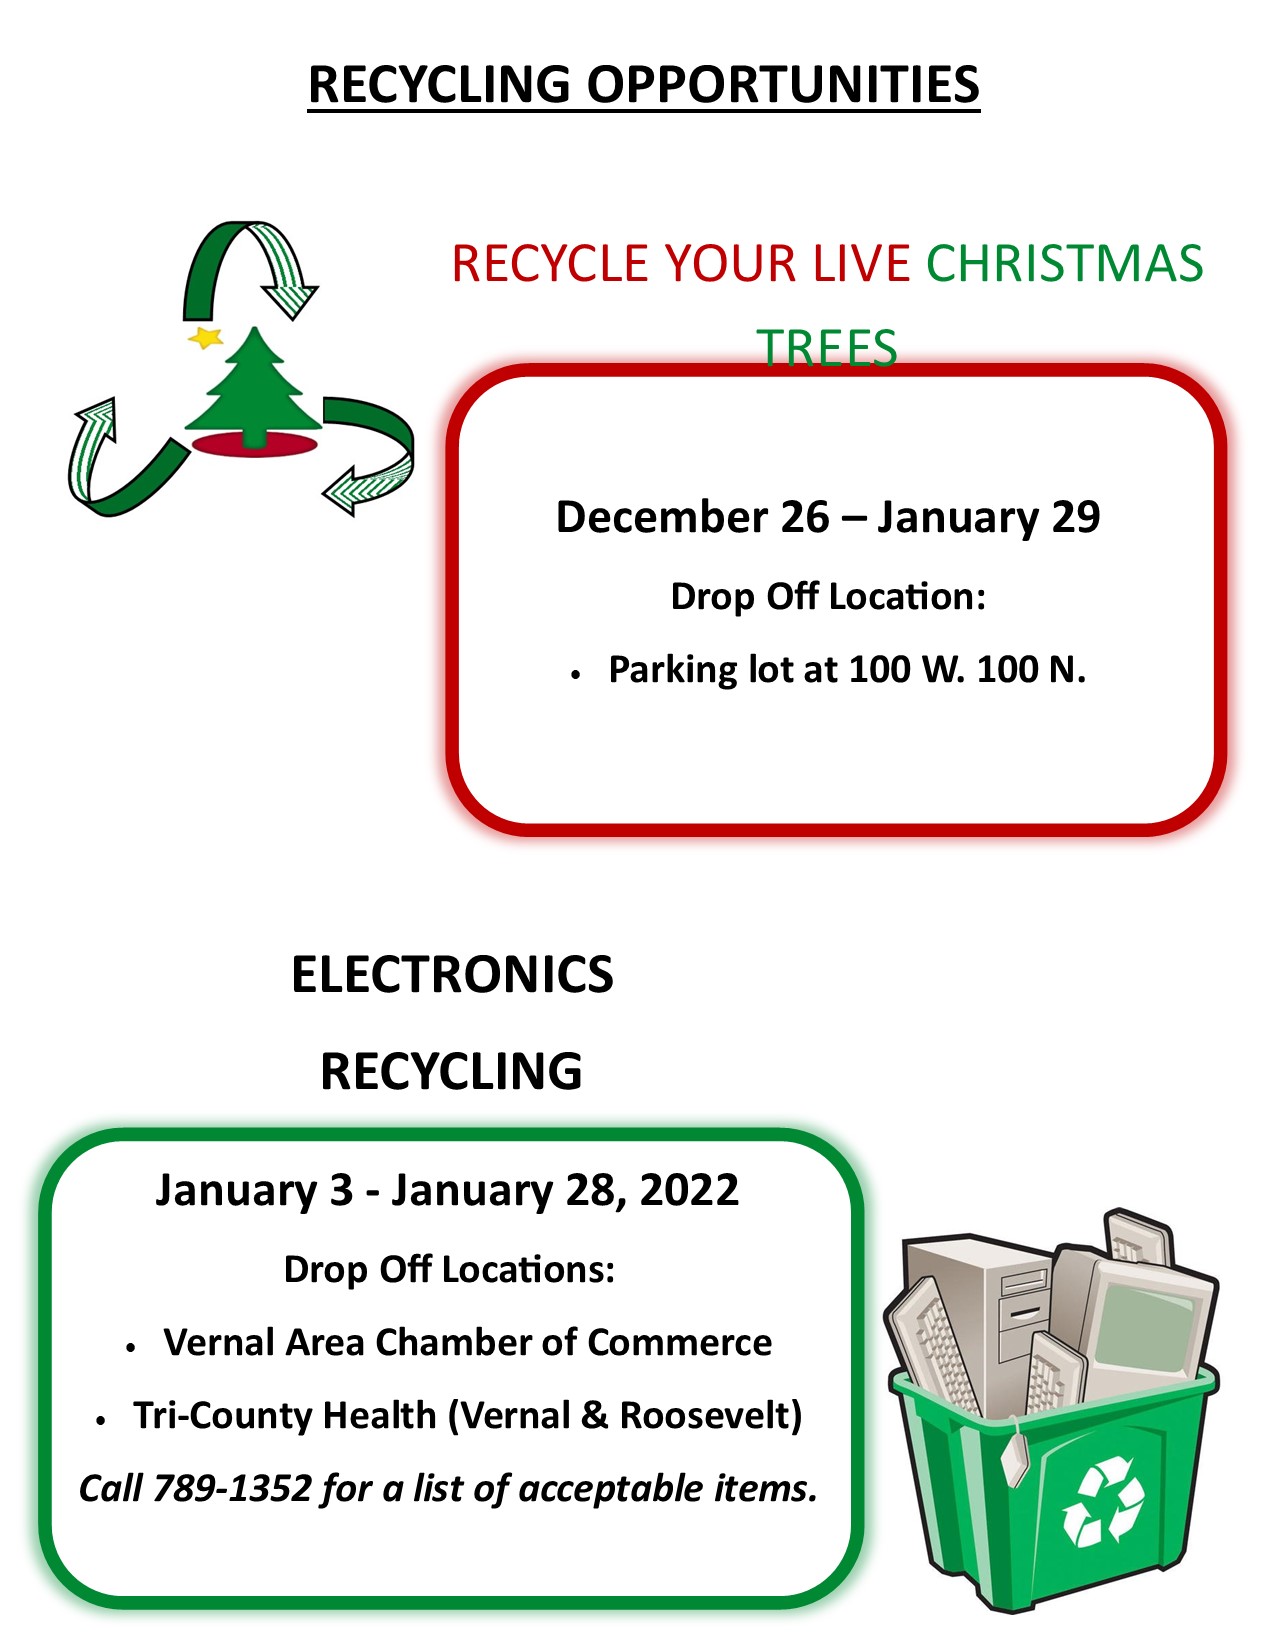 RECYCLING OPPORTUNITIES
RECYCLE YOUR LIVE CHRISTMAS
TREES
December 26 – January 29
Drop Off Location:
• Parking lot at 100 W. 100 N.
ELECTRONICS
RECYCLING
January 3 - January 28, 2022
Drop Off Locations:
• Vernal Area Chamber of Commerce
• Tri-County Health (Vernal & Roosevelt)
Call 789-1352 for a list of acceptable items.